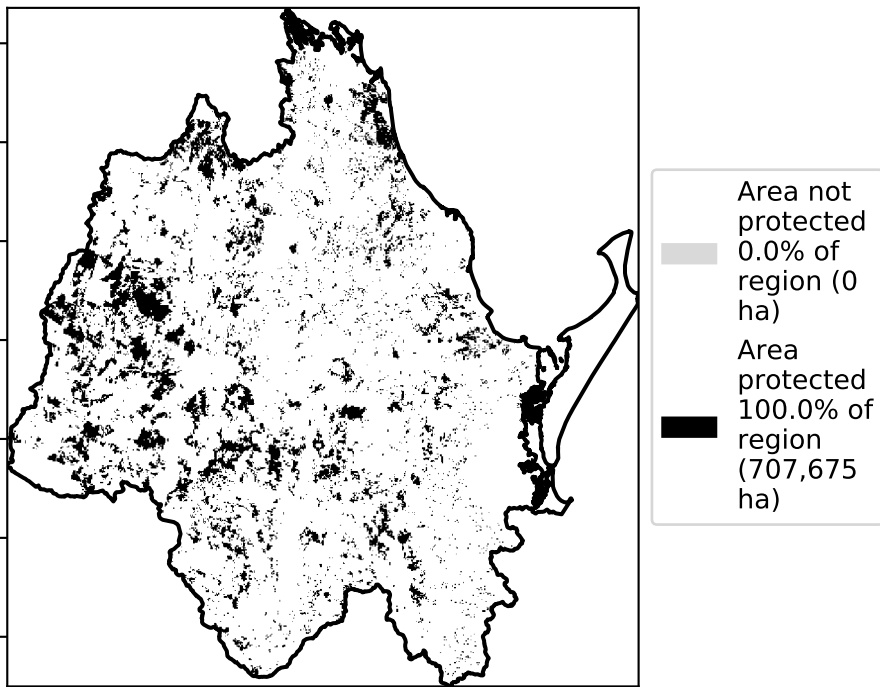 Area not
protected
0.0% of
region (0
ha)
Area
protected
100.0% of
region
(707,675
ha)